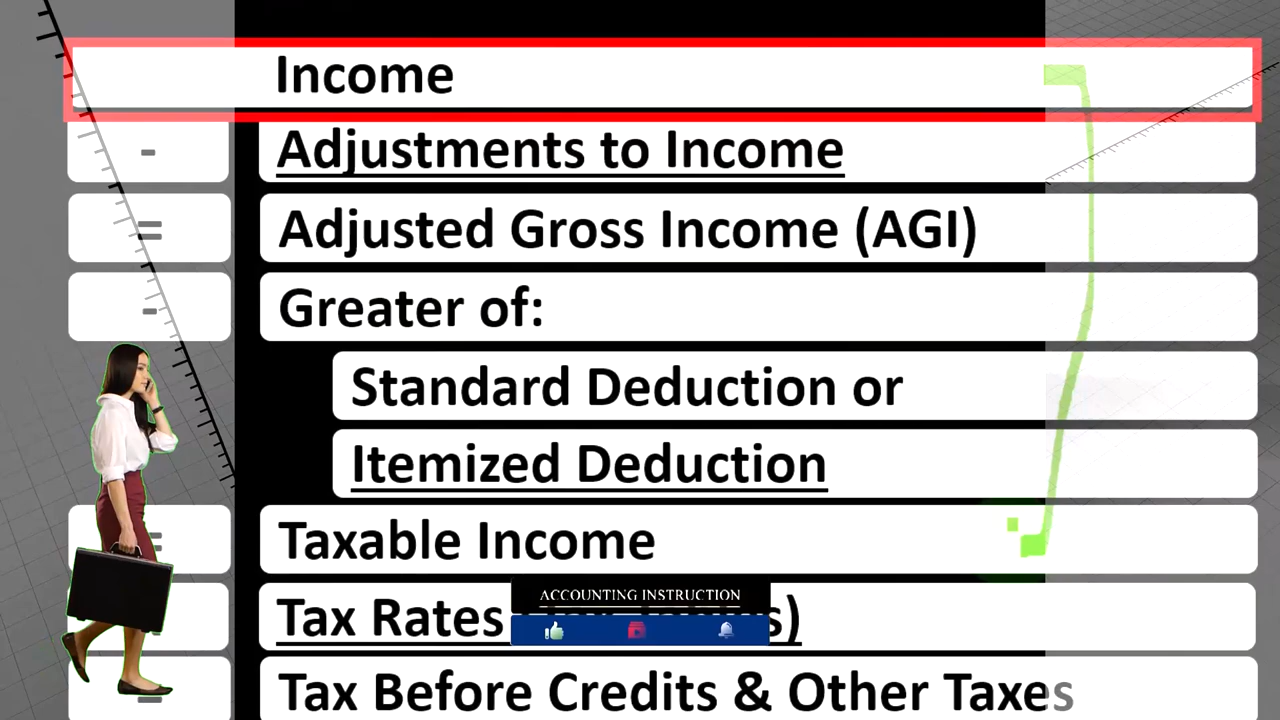 Income
- Adjustments to Income
= Adjusted Gross Income (AGI)
- Greater of:
Standard Deduction or
Itemized Deduction
= Taxable Income
ACCOUNTING INSTRUCTION
Tax Rates s)
= Tax Before Credits & Other Taxes